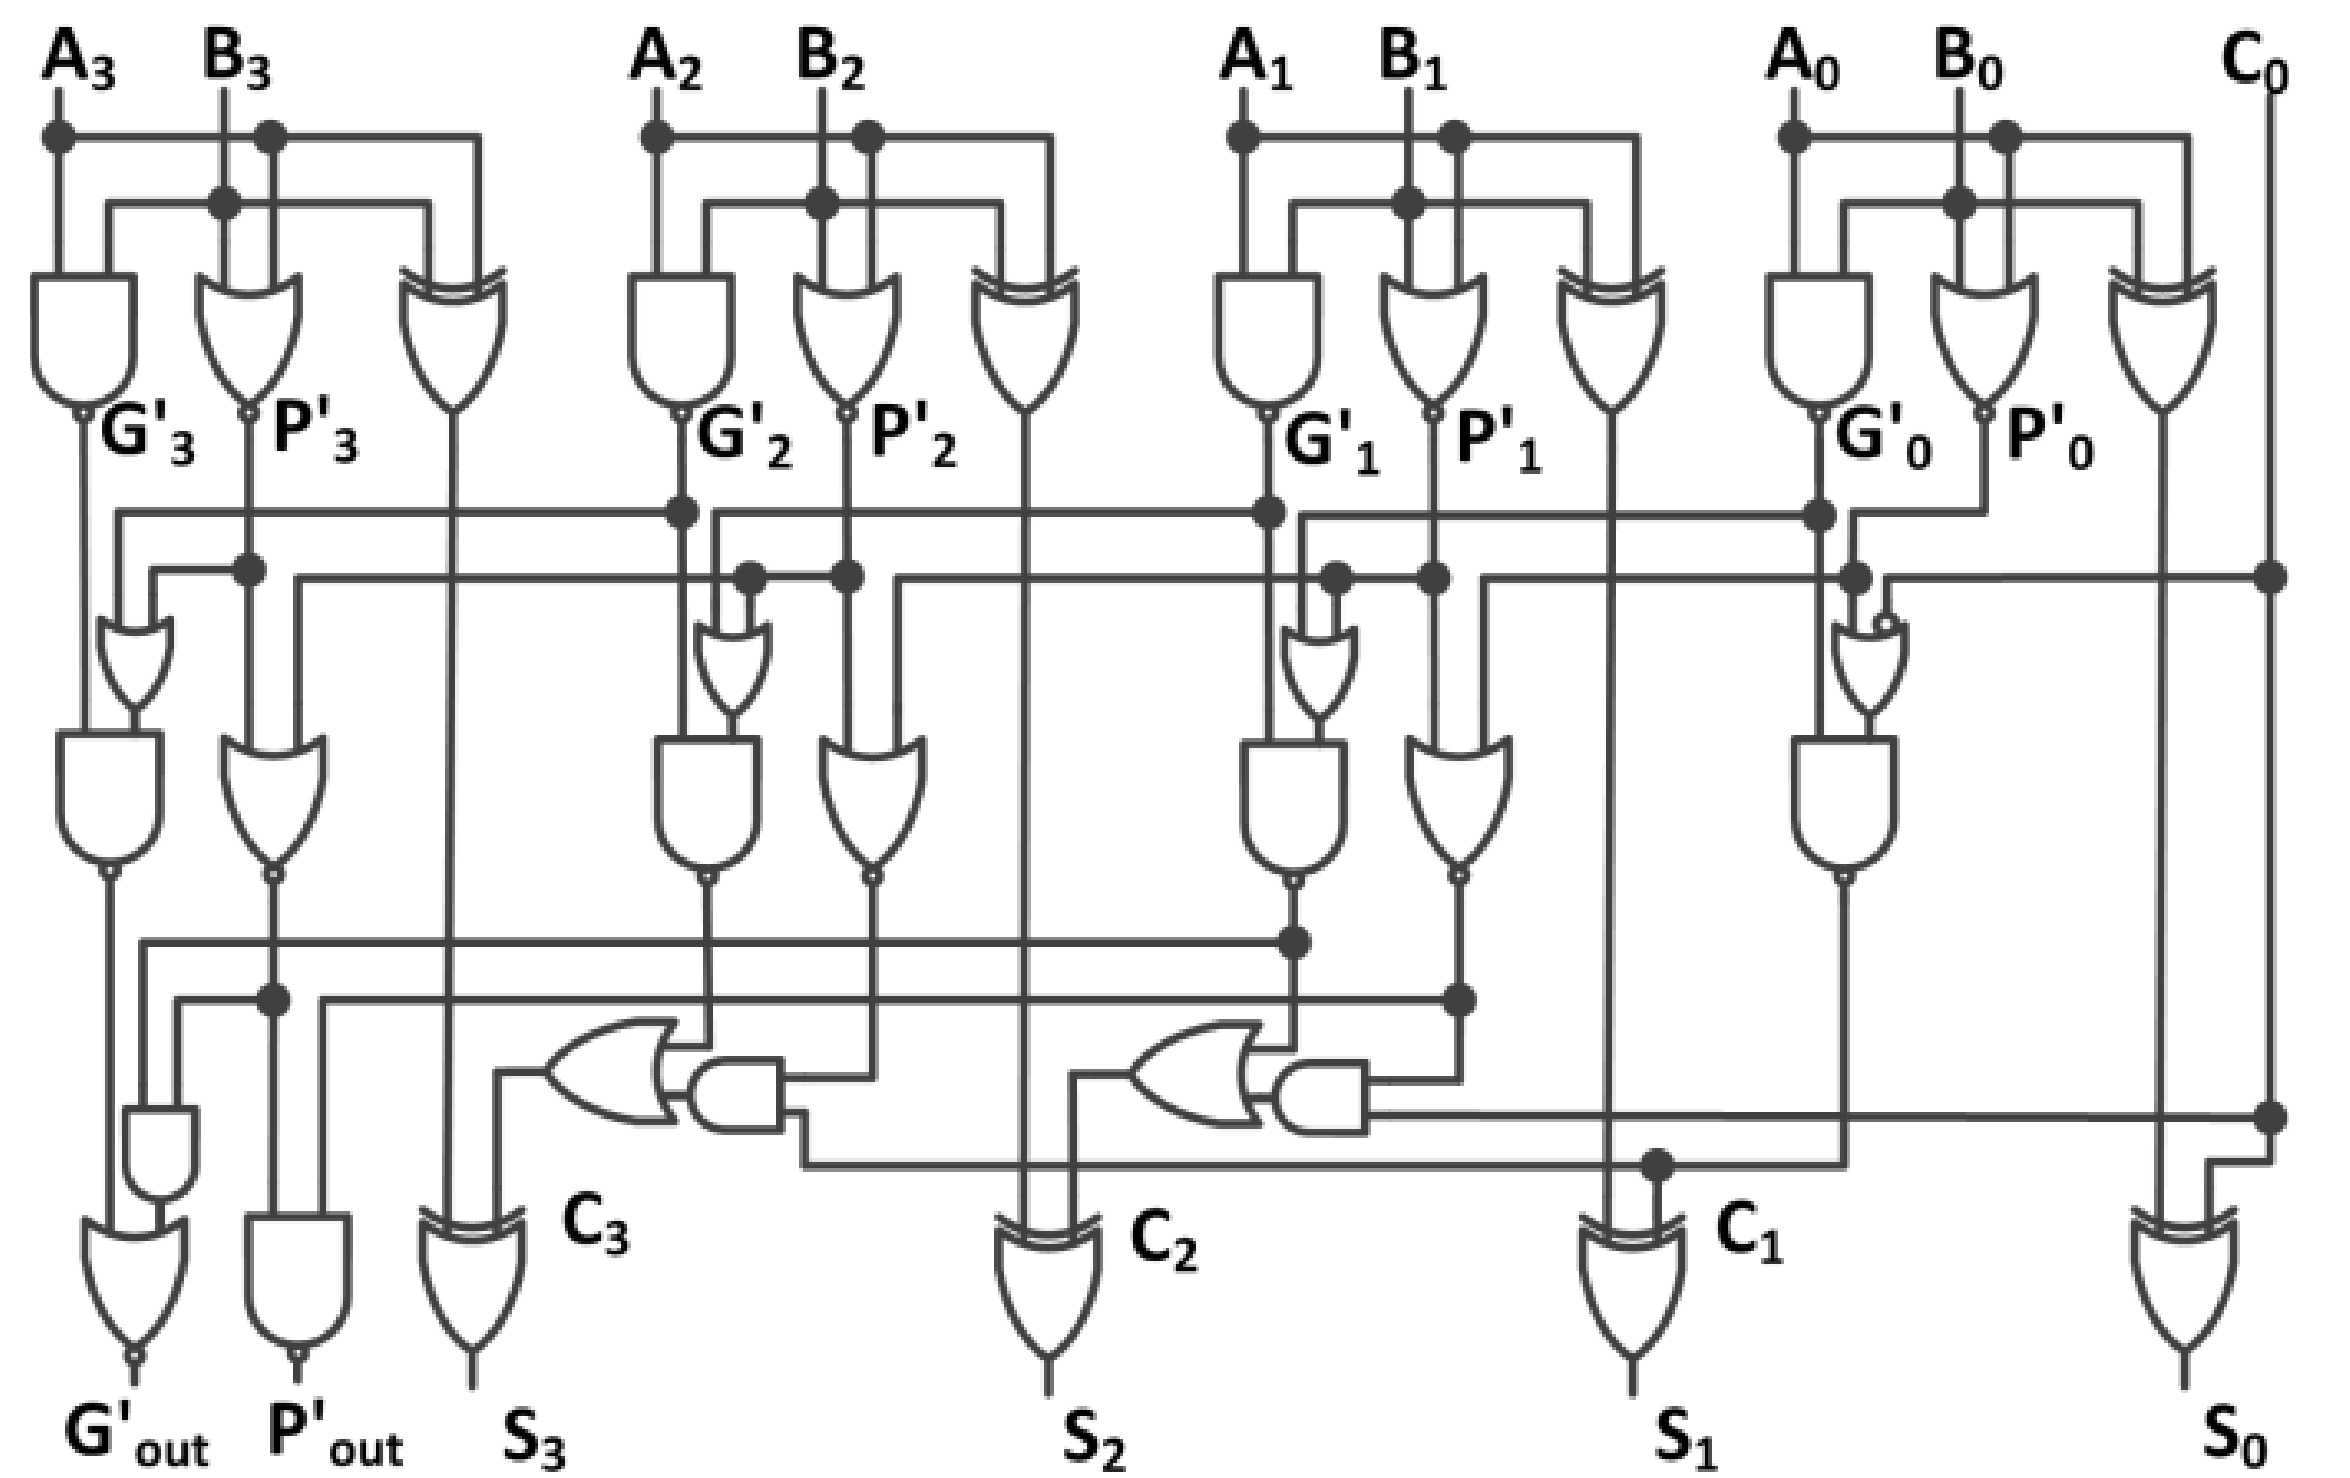 A3 B3 A2 B2 A1 B1 A0 B0 C0
G'3 P'3 G'2 P'2 G'1 P'1 G'0 P'0
C3 C2 C1
G'out P'out S3 S2 S1 S0